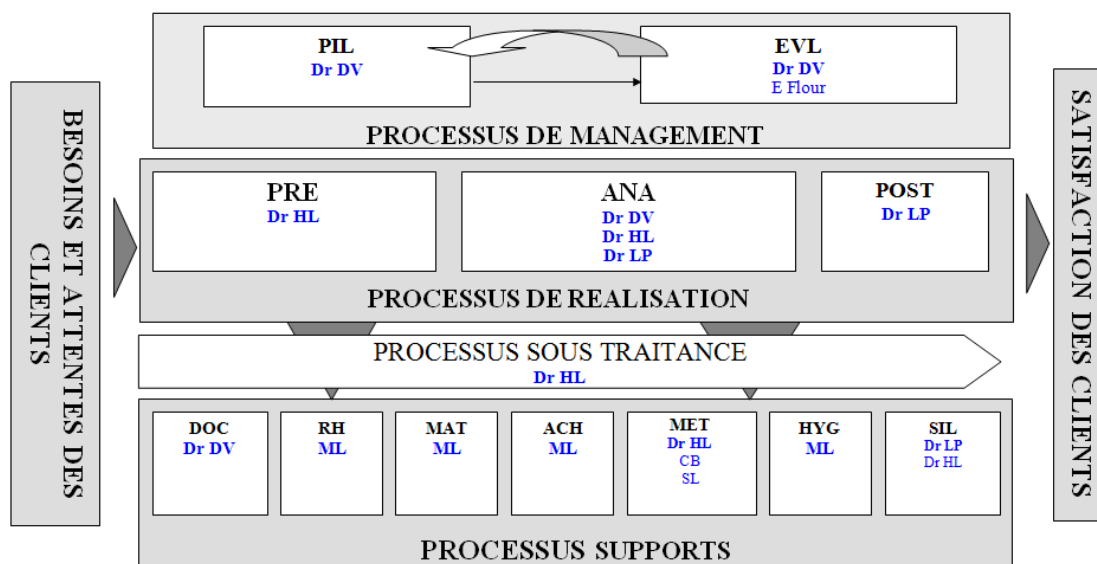 BESOINS ET ATTENTES DES
CLIENTS
PIL
Dr DV
EVL
Dr DV
E Flour
PROCESSUS DE MANAGEMENT
PRE
Dr HL
ANA
Dr DV
Dr HL
Dr LP
POST
Dr LP
PROCESSUS DE REALISATION
PROCESSUS SOUS TRAITANCE
Dr HL
DOC
Dr DV
RH
ML
MAT
ML
ACH
ML
MET
Dr HL
CB
SL
HYG
ML
SIL
Dr LP
Dr HL
PROCESSUS SUPPORTS
SATISFACTION DES CLIENTS